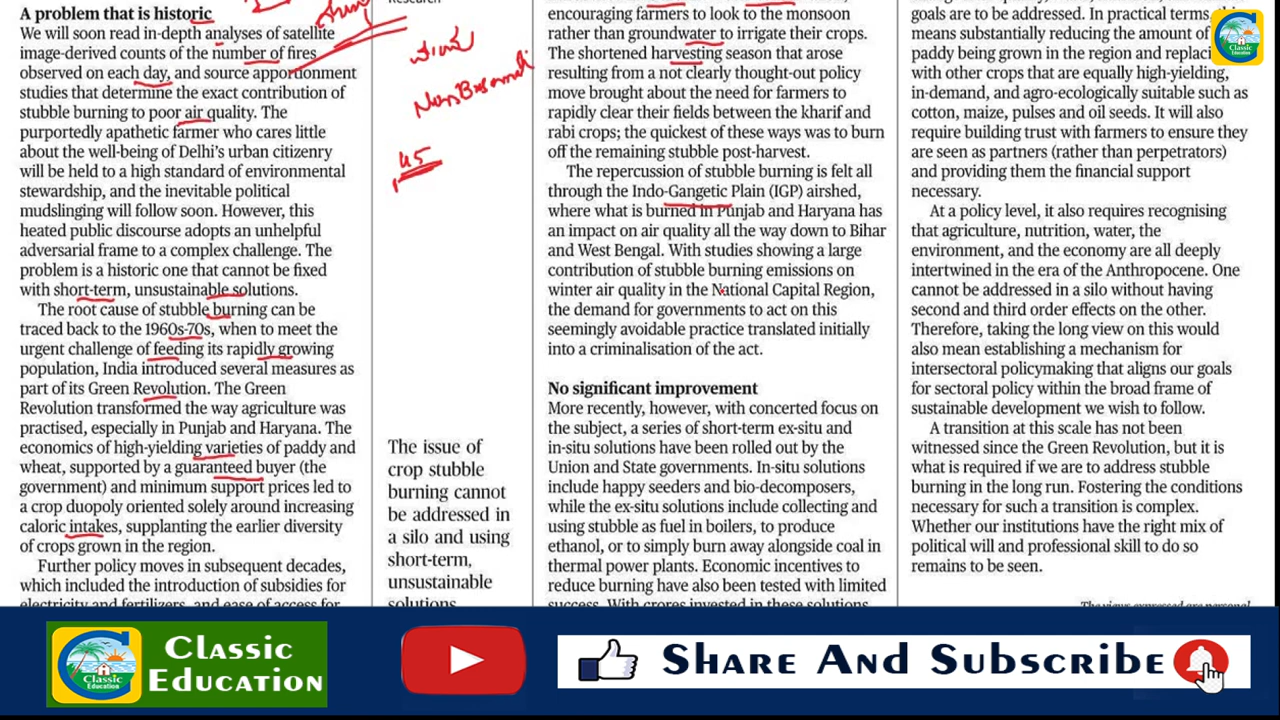 A problem that is historic
We will soon read in-depth analyses of satellite
image-derived counts of the number of fires
observed on each day, and source apportionment
studies that determine the exact contribution of
stubble burning to poor air quality. The
purportedly apathetic farmer who cares little
about the well-being of Delhi's urban citizenry
will be held to a high standard of environmental
stewardship, and the inevitable political
mudslinging will follow soon. However, this
heated public discourse adopts an unhelpful
adversarial frame to a complex challenge. The
problem is a historic one that cannot be fixed
with short-term, unsustainable solutions.
The root cause of stubble burning can be
traced back to the 1960s-70s, when to meet the
urgent challenge of feeding its rapidly growing
population, India introduced several measures as
part of its Green Revolution. The Green
Revolution transformed the way agriculture was
practised, especially in Punjab and Haryana. The
economics of high-yielding varieties of paddy and
wheat, supported by a guaranteed buyer (the
government) and minimum support prices led to
a crop duopoly oriented solely around increasing
caloric intakes, supplanting the earlier diversity
of crops grown in the region.
Further policy moves in subsequent decades,
which included the introduction of subsidies for
electricity and fertilizers, and ease of access for
Research
45
The issue of
crop stubble
burning cannot
be addressed in
a silo and using
short-term,
unsustainable
solutions
encouraging farmers to look to the monsoon
rather than groundwater to irrigate their crops.
The shortened harvesting season that arose
resulting from a not clearly thought-out policy
move brought about the need for farmers to
rapidly clear their fields between the kharif and
rabi crops; the quickest of these ways was to burn
off the remaining stubble post-harvest.
The repercussion of stubble burning is felt all
through the Indo-Gangetic Plain (IGP) airshed,
where what is burned in Punjab and Haryana has
an impact on air quality all the way down to Bihar
and West Bengal. With studies showing a large
contribution of stubble burning emissions on
winter air quality in the National Capital Region,
the demand for governments to act on this
seemingly avoidable practice translated initially
into a criminalisation of the act.
No significant improvement
More recently, however, with concerted focus on
the subject, a series of short-term ex-situ and
in-situ solutions have been rolled out by the
Union and State governments. In-situ solutions
include happy seeders and bio-decomposers,
while the ex-situ solutions include collecting and
using stubble as fuel in boilers, to produce
ethanol, or to simply burn away alongside coal in
thermal power plants. Economic incentives to
reduce burning have also been tested with limited
success. With crores invested in these solutions
goals are to be addressed. In practical terms,
means substantially reducing the amount of
paddy being grown in the region and replaci
with other crops that are equally high-yielding,
in-demand, and agro-ecologically suitable such as
cotton, maize, pulses and oil seeds. It will also
require building trust with farmers to ensure they
are seen as partners (rather than perpetrators)
and providing them the financial support
necessary.
At a policy level, it also requires recognising
that agriculture, nutrition, water, the
environment, and the economy are all deeply
intertwined in the era of the Anthropocene. One
cannot be addressed in a silo without having
second and third order effects on the other.
Therefore, taking the long view on this would
also mean establishing a mechanism for
intersectoral policymaking that aligns our goals
for sectoral policy within the broad frame of
sustainable development we wish to follow.
A transition at this scale has not been
witnessed since the Green Revolution, but it is
what is required if we are to address stubble
burning in the long run. Fostering the conditions
necessary for such a transition is complex.
Whether our institutions have the right mix of
political will and professional skill to do so
remains to be seen.
The views expressed are personal
Classic
Education
Classic
Education
Classic
Education
Share And Subscribe